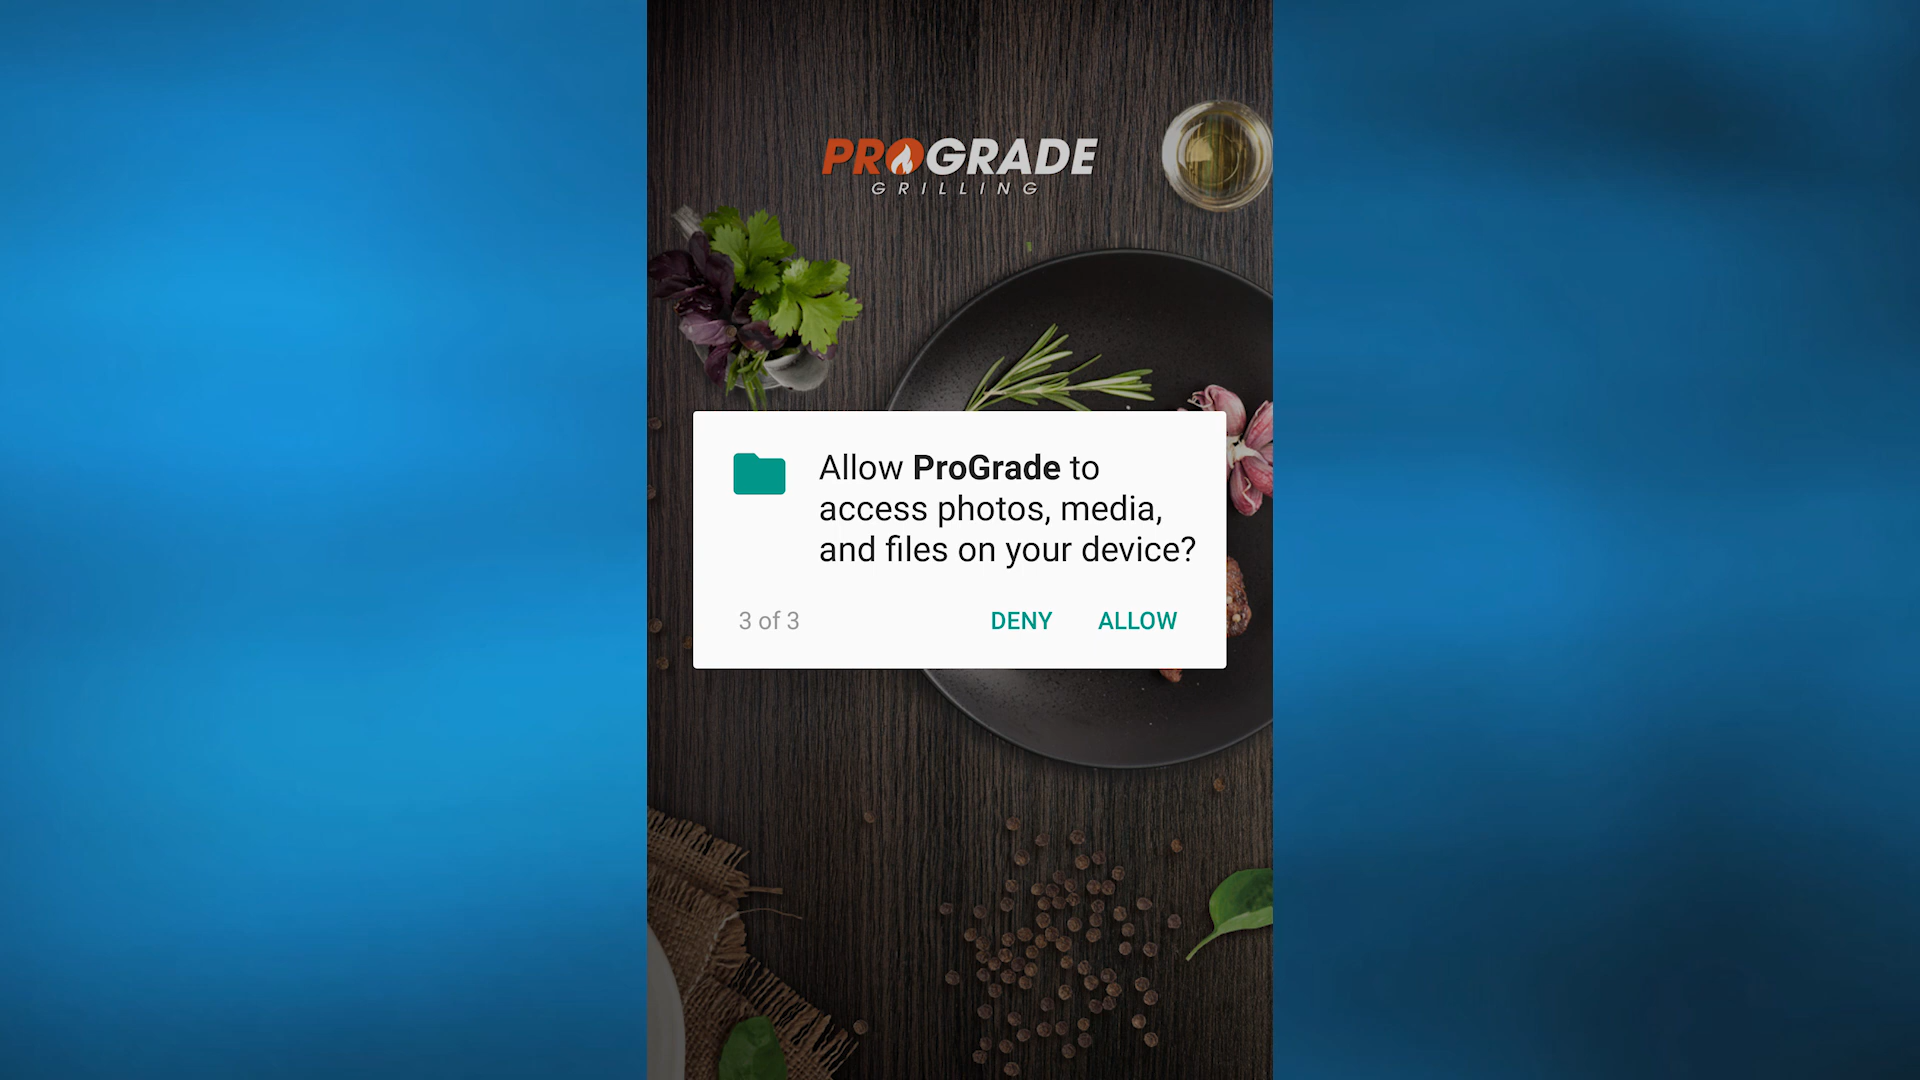 PROGRADE
GRILLING
Allow ProGrade to
access photos, media,
and files on your device?
3 of 3 DENY ALLOW